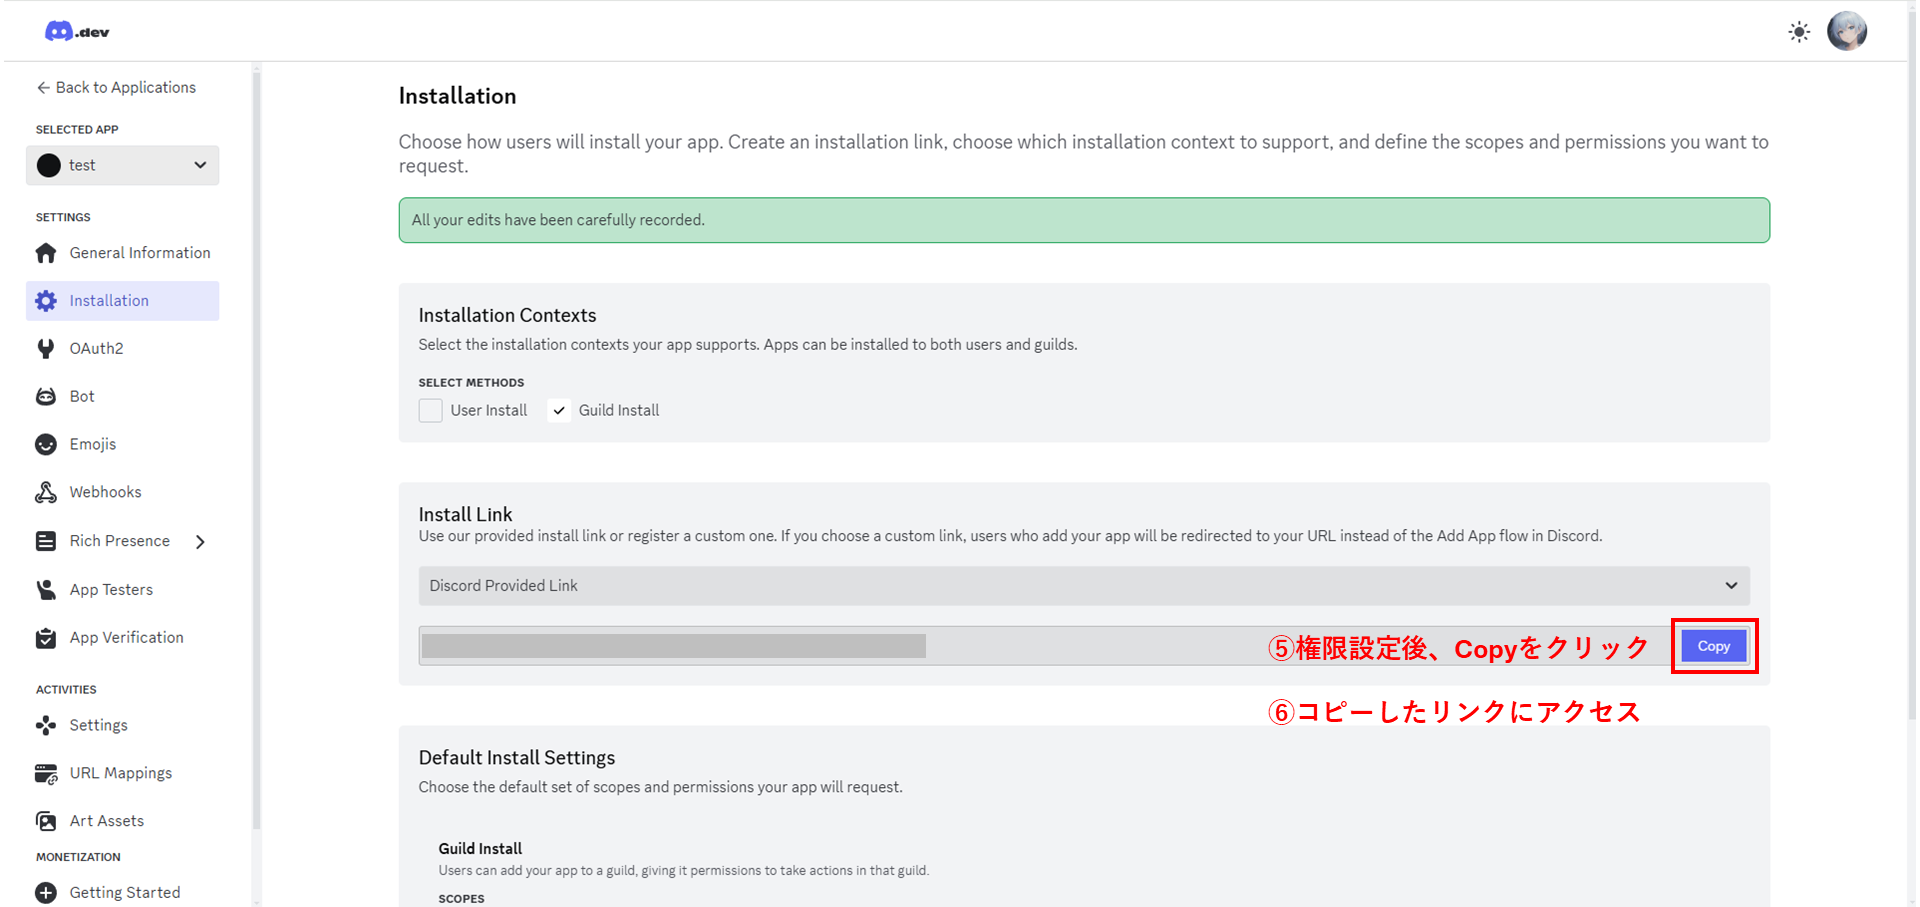 .dev
Back to Applications
SELECTED APP
test
SETTINGS
General Information
Installation
OAuth2
Bot
Emojis
Webhooks
Rich Presence
App Testers
App Verification
ACTIVITIES
Settings
URL Mappings
Art Assets
MONETIZATION
Getting Started
Installation
Choose how users will install your app. Create an installation link, choose which installation context to support, and define the scopes and permissions you want to
request.
All your edits have been carefully recorded.
Installation Contexts
Select the installation contexts your app supports. Apps can be installed to both users and guilds.
SELECT METHODS
User Install Guild Install
Install Link
Use our provided install link or register a custom one. If you choose a custom link, users who add your app will be redirected to your URL instead of the Add App flow in Discord.
Discord Provided Link
⑤権限設定後、Copyをクリック Copy
⑥コピーしたリンクにアクセス
Default Install Settings
Choose the default set of scopes and permissions your app will request.
Guild Install
Users can add your app to a guild, giving it permissions to take actions in that guild.
SCOPES